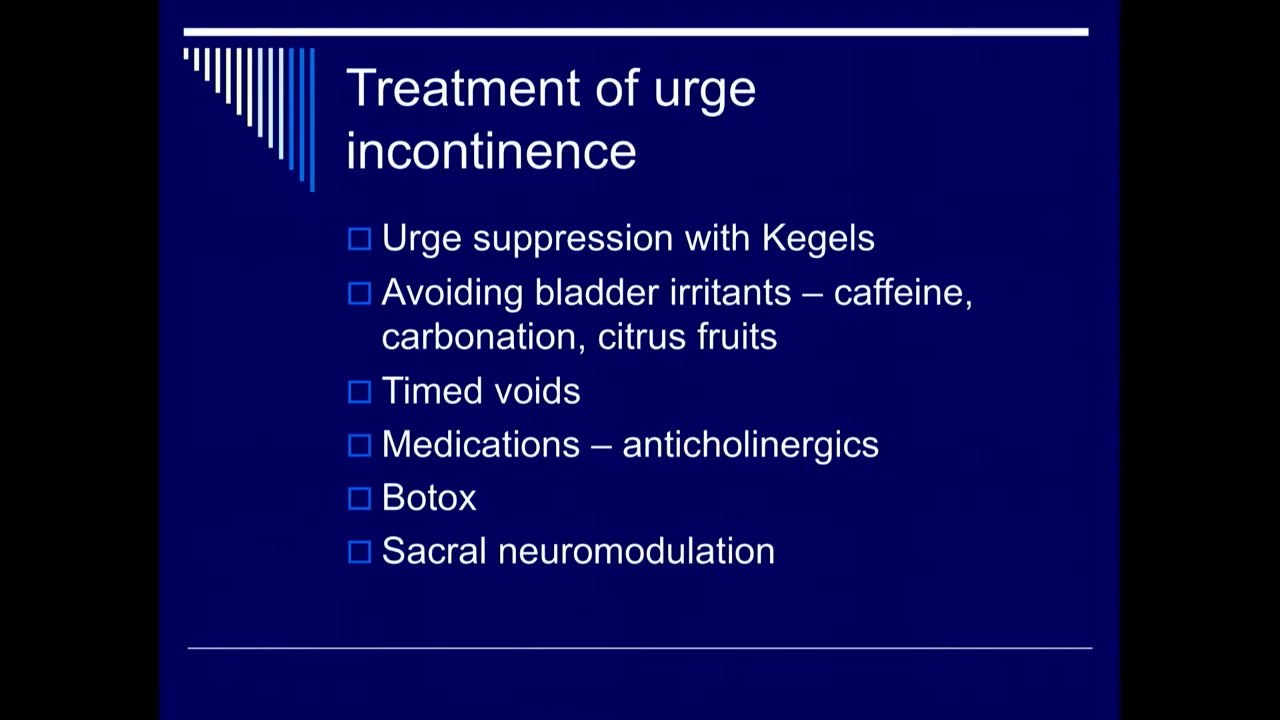 Treatment of urge
incontinence
Urge suppression with Kegels
Avoiding bladder irritants – caffeine,
carbonation, citrus fruits
Timed voids
Medications – anticholinergics
Botox
Sacral neuromodulation